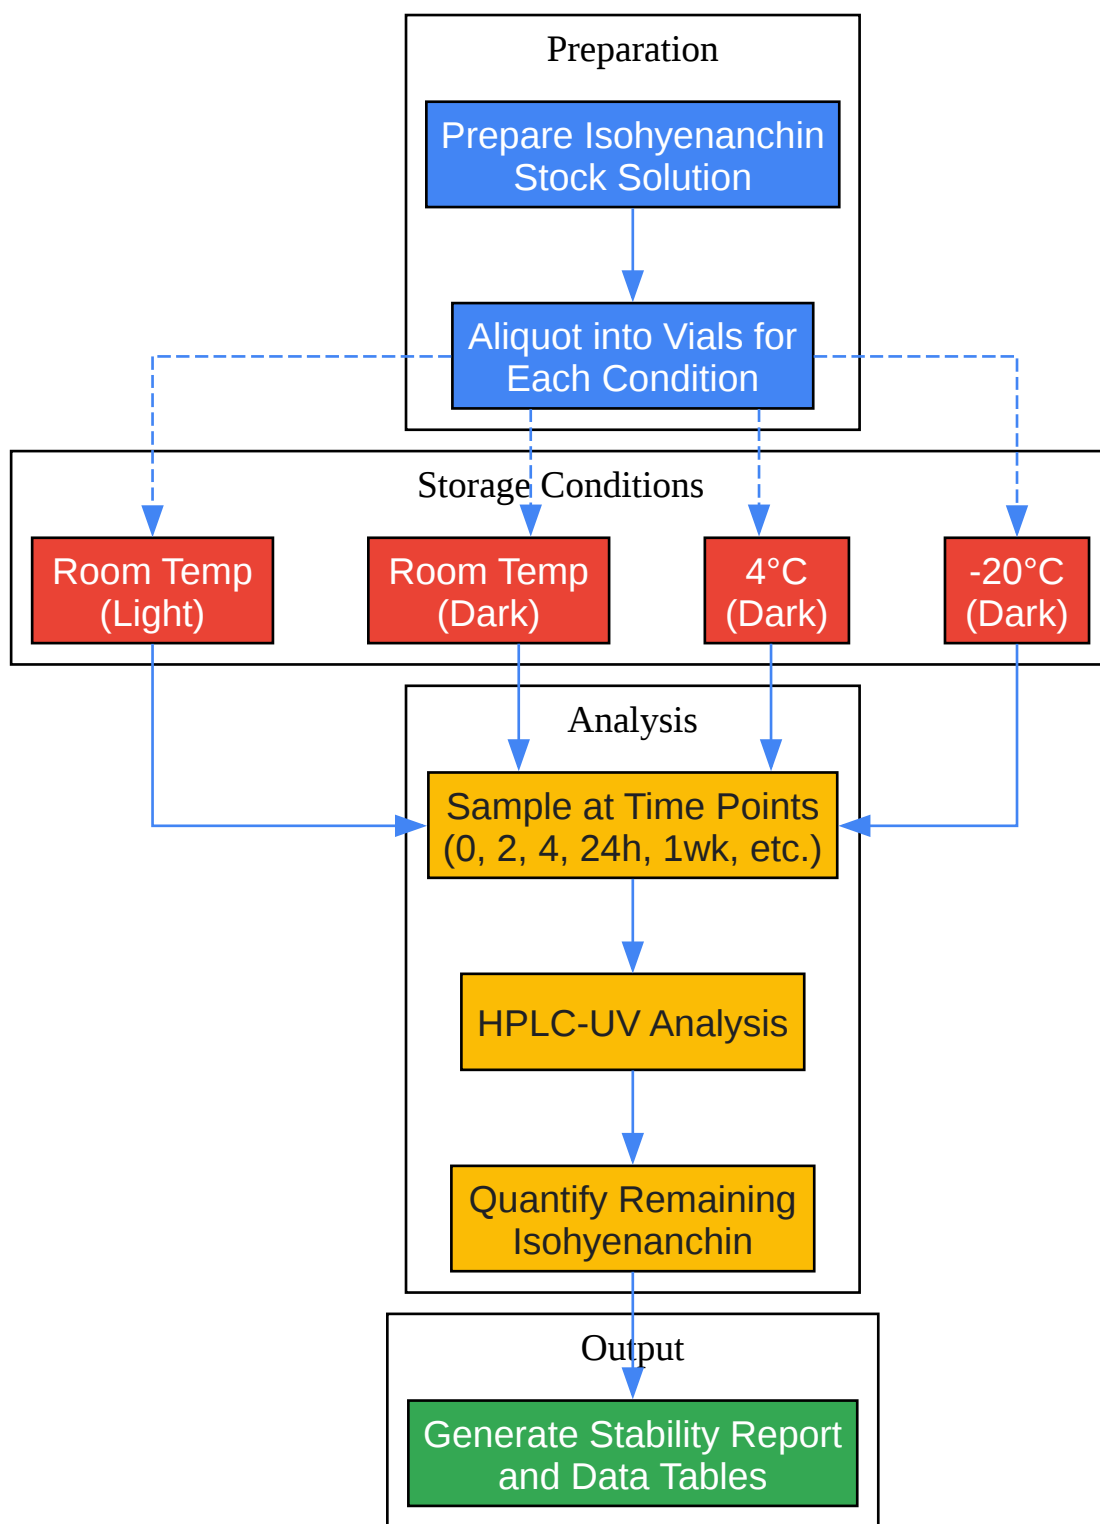 Preparation
Prepare Isohyenanchin
Stock Solution
Aliquot into Vials for
Each Condition
Storage Conditions
Room Temp
(Light)
Room Temp
(Dark)
4°C
(Dark)
-20°C
(Dark)
Analysis
Sample at Time Points
(0, 2, 4, 24h, 1wk, etc.)
HPLC-UV Analysis
Quantify Remaining
Isohyenanchin
Output
Generate Stability Report
and Data Tables